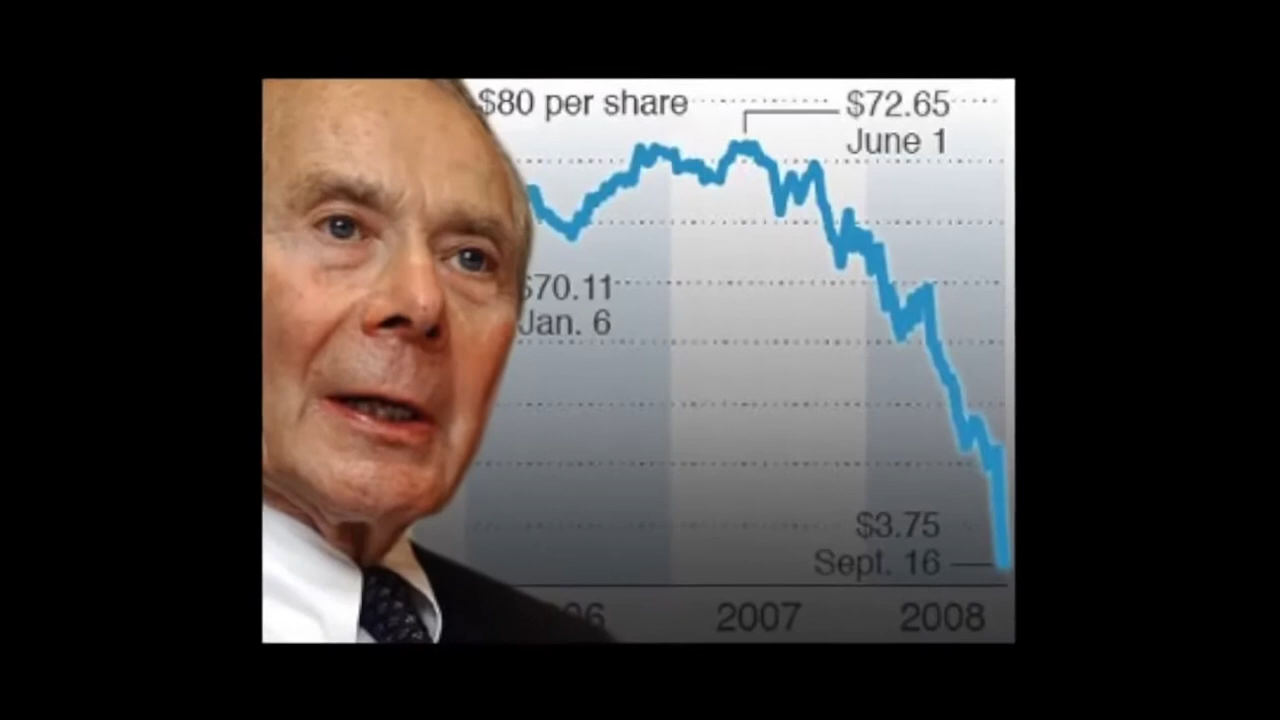 $80 per share
$72.65
June 1
$70.11
Jan. 6
$3.75
Sept. 16
2007
2008